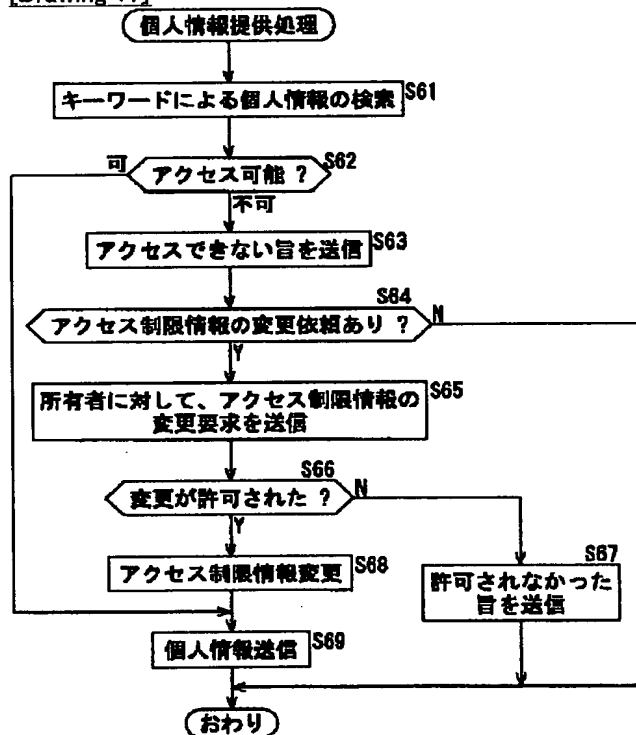 個人情報提供処理
キーワードによる個人情報の検索
S61
アクセス可能 ?
S62
可
不可
アクセスできない旨を送信
S63
アクセス制限情報の変更依頼あり ?
S64
N
Y
所有者に対して、アクセス制限情報の
変更要求を送信
S65
変更が許可された ?
S66
N
Y
許可されなかった
旨を送信
S67
アクセス制限情報変更
S68
個人情報送信
S69
おわり